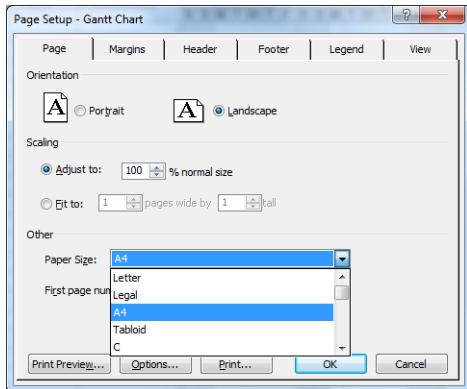 Page Setup - Gantt Chart
Page Margins Header Footer Legend View
Orientation
A Portrait A Landscape
Scaling
Adjust to: 100 % normal size
Fit to: 1 pages wide by 1 tall
Other
Paper Size: A4
Letter
First page num Legal
A4
Tabloid
C
Print Preview... Options... Print... OK Cancel